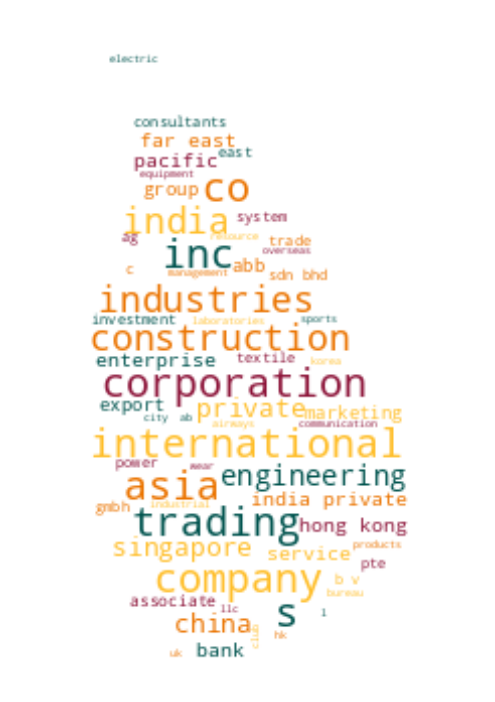 electric
consultants
far east
east
pacific
equipment
group
co
india
system
ag
resource
inc
trade
overseas
c
management
abb
sdn bhd
industries
investment
laboratories
sports
construction
enterprise
textile
korea
corporation
export
private
marketing
city
ab
airways
communication
international
power
wear
engineering
asia
india private
gmbh
industrial
trading
hong kong
singapore
service
products
pte
company
b v
bureau
associate
llc
s
l
china
club
hk
uk
bank